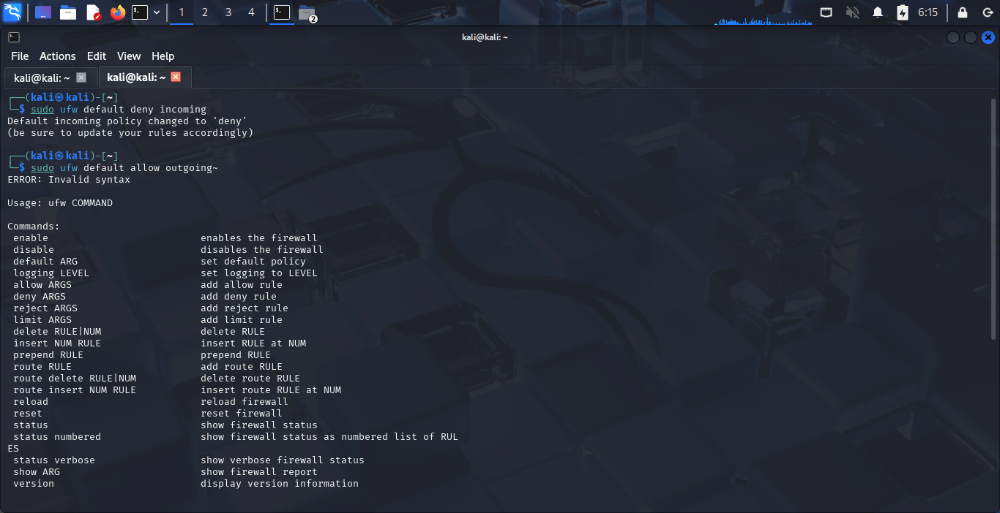 1 2 3 4 2 6:15
kali@kali: ~
File Actions Edit View Help
kali@kali: ~ kali@kali: ~
┌──(kali㉿kali)-[~]
└─$ sudo ufw default deny incoming
Default incoming policy changed to 'deny'
(be sure to update your rules accordingly)
┌──(kali㉿kali)-[~]
└─$ sudo ufw default allow outgoing~
ERROR: Invalid syntax
Usage: ufw COMMAND
Commands:
enable enables the firewall
disable disables the firewall
default ARG set default policy
logging LEVEL set logging to LEVEL
allow ARGS add allow rule
deny ARGS add deny rule
reject ARGS add reject rule
limit ARGS add limit rule
delete RULE|NUM delete RULE
insert NUM RULE insert RULE at NUM
prepend RULE prepend RULE
route RULE add route RULE
route delete RULE|NUM delete route RULE
route insert NUM RULE insert route RULE at NUM
reload reload firewall
reset reset firewall
status show firewall status
status numbered show firewall status as numbered list of RUL
ES
status verbose show verbose firewall status
show ARG show firewall report
version display version information